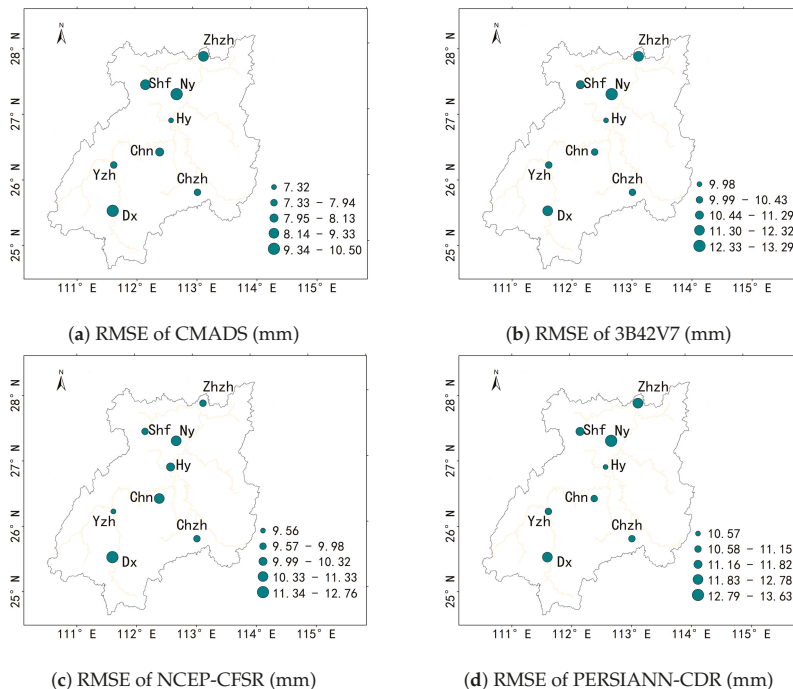 N
28° N
27° N
26° N
25° N
Zhzh
Shf Ny
Hy
Chn
Yzh
Chzh
Dx
7.32
7.33 - 7.94
7.95 - 8.13
8.14 - 9.33
9.34 - 10.50
111° E 112° E 113° E 114° E 115° E
(a) RMSE of CMADS (mm)
N
28° N
27° N
26° N
25° N
Zhzh
Shf Ny
Hy
Chn
Yzh
Chzh
Dx
9.98
9.99 - 10.43
10.44 - 11.29
11.30 - 12.32
12.33 - 13.29
111° E 112° E 113° E 114° E 115° E
(b) RMSE of 3B42V7 (mm)
N
28° N
27° N
26° N
25° N
Zhzh
Shf Ny
Hy
Chn
Yzh
Chzh
Dx
9.56
9.57 - 9.98
9.99 - 10.32
10.33 - 11.33
11.34 - 12.76
111° E 112° E 113° E 114° E 115° E
(c) RMSE of NCEP-CFSR (mm)
N
28° N
27° N
26° N
25° N
Zhzh
Shf Ny
Hy
Chn
Yzh
Chzh
Dx
10.57
10.58 - 11.15
11.16 - 11.82
11.83 - 12.78
12.79 - 13.63
111° E 112° E 113° E 114° E 115° E
(d) RMSE of PERSIANN-CDR (mm)